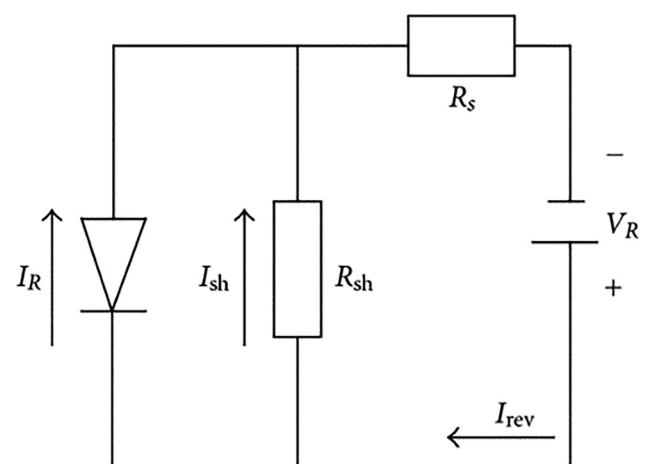 R_s
−
V_R
+
I_R
I_sh
R_sh
I_rev